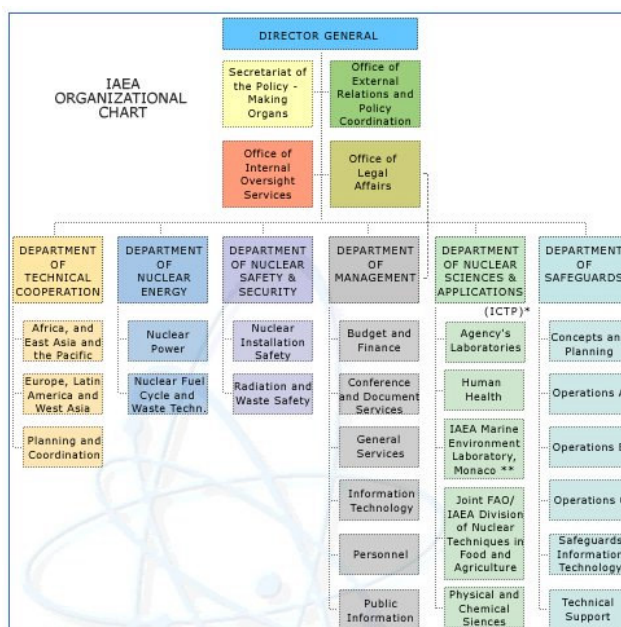 DIRECTOR GENERAL
IAEA
ORGANIZATIONAL
CHART
Secretariat of
the Policy -
Making
Organs
Office of
External
Relations and
Policy
Coordination
Office of
Internal
Oversight
Services
Office of
Legal
Affairs
DEPARTMENT
OF
TECHNICAL
COOPERATION
Africa, and
East Asia and
the Pacific
Europe, Latin
America and
West Asia
Planning and
Coordination
DEPARTMENT
OF
NUCLEAR
ENERGY
Nuclear
Power
Nuclear Fuel
Cycle and
Waste Techn.
DEPARTMENT
OF NUCLEAR
SAFETY &
SECURITY
Nuclear
Installation
Safety
Radiation and
Waste Safety
DEPARTMENT
OF
MANAGEMENT
Budget and
Finance
Conference
and Document
Services
General
Services
Information
Technology
Personnel
Public
Information
DEPARTMENT
OF NUCLEAR
SCIENCES &
APPLICATIONS
(ICTP)*
Agency's
Laboratories
Human
Health
IAEA Marine
Environment
Laboratory,
Monaco **
Joint FAO/
IAEA Division
of Nuclear
Techniques in
Food and
Agriculture
Physical and
Chemical
Siences
DEPARTMENT
OF
SAFEGUARDS
Concepts and
Planning
Operations A
Operations B
Operations
Safeguards
Information
Technology
Technical
Support